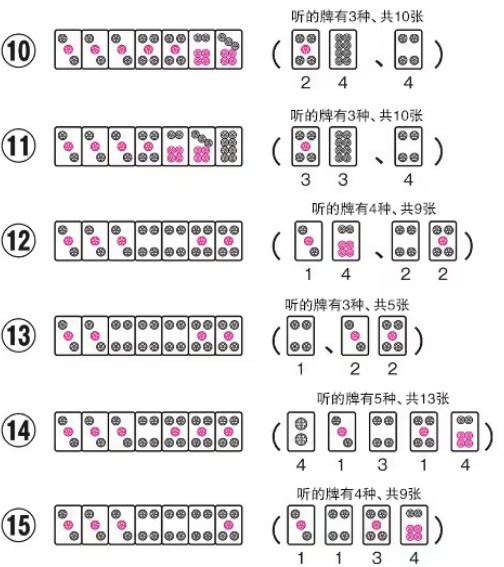 听的牌有3种、共10张
⑩ ( 、 )
2 4 4
听的牌有3种、共10张
⑪ ( 、 )
3 3 4
听的牌有4种、共9张
⑫ ( 、 )
1 4 2 2
听的牌有3种、共5张
⑬ ( 、 )
1 2 2
听的牌有5种、共13张
⑭ ( )
4 1 3 1 4
听的牌有4种、共9张
⑮ ( )
1 1 3 4